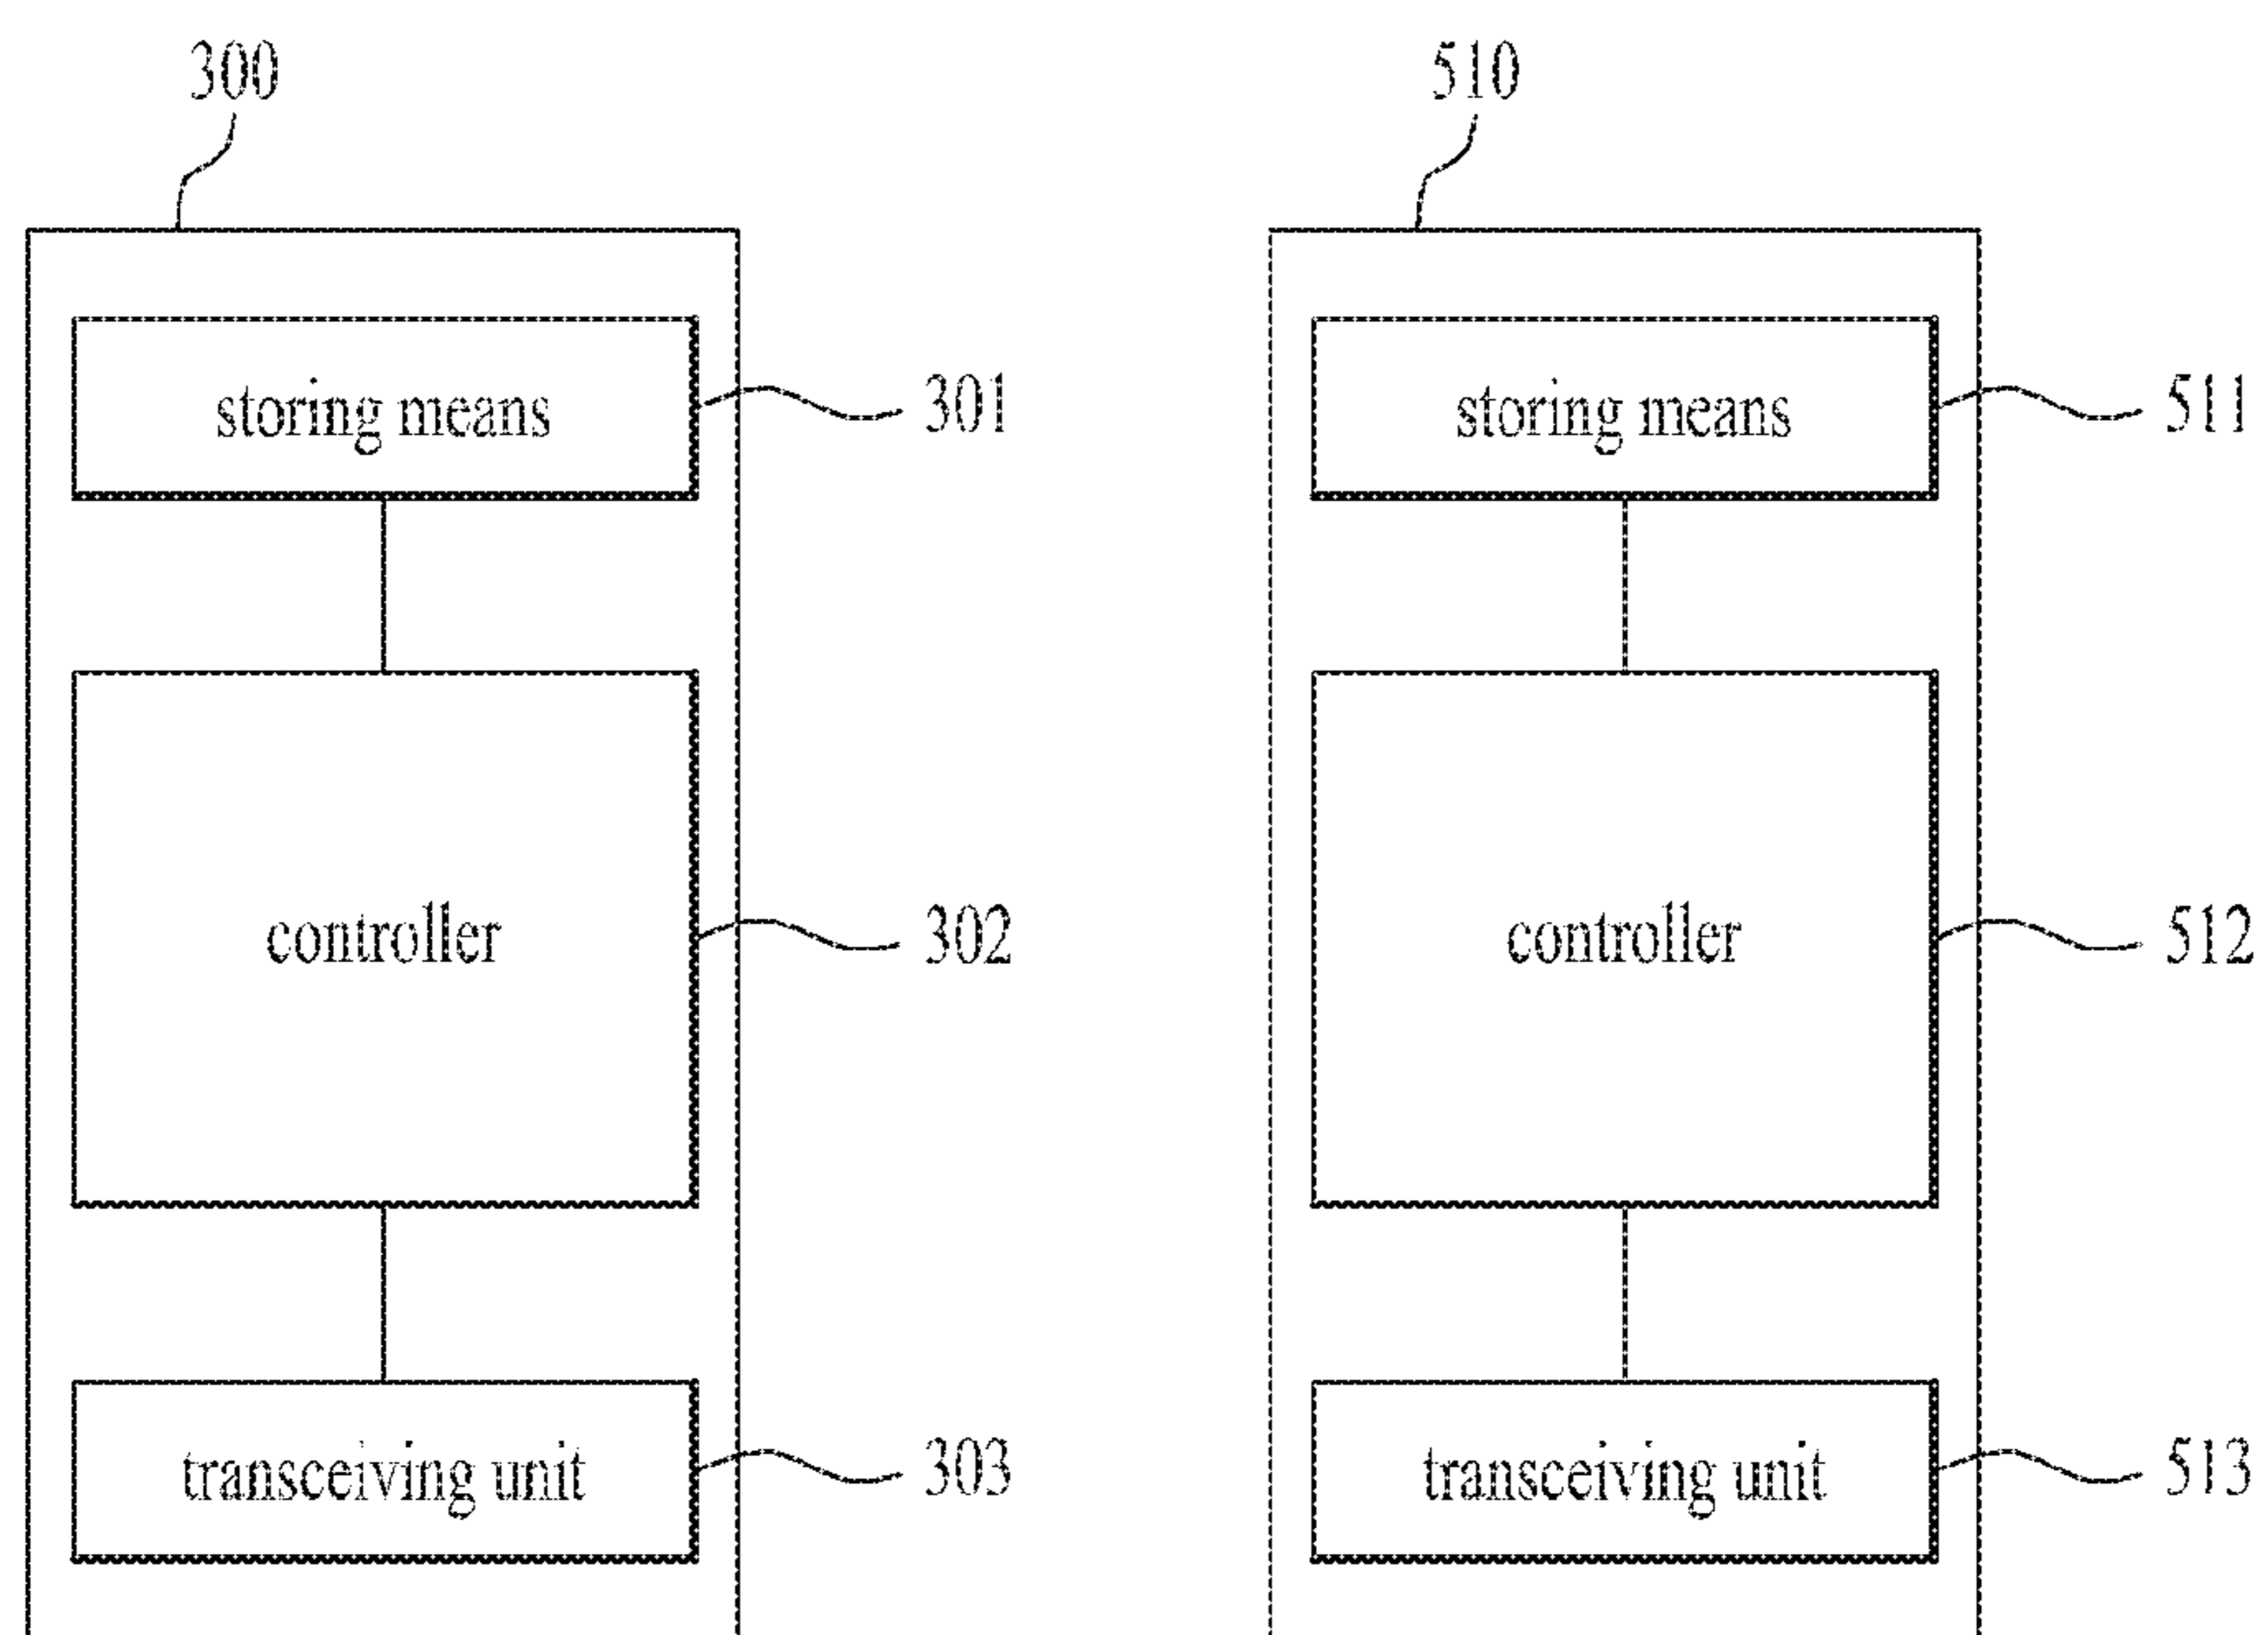 300
510
storing means
301
storing means
511
controller
302
controller
512
transceiving unit
303
transceiving unit
513